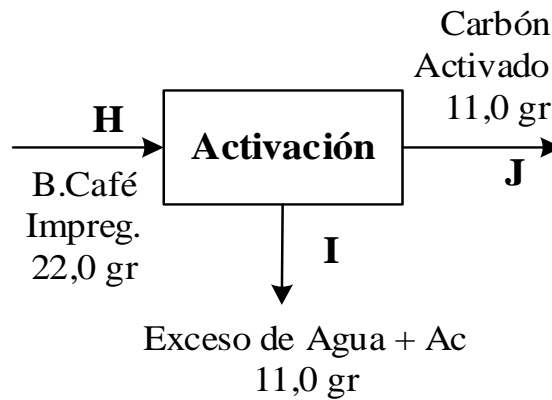 Carbón
Activado
11,0 gr
H
Activación
J
B.Café
Impreg.
22,0 gr
I
Exceso de Agua + Ac
11,0 gr